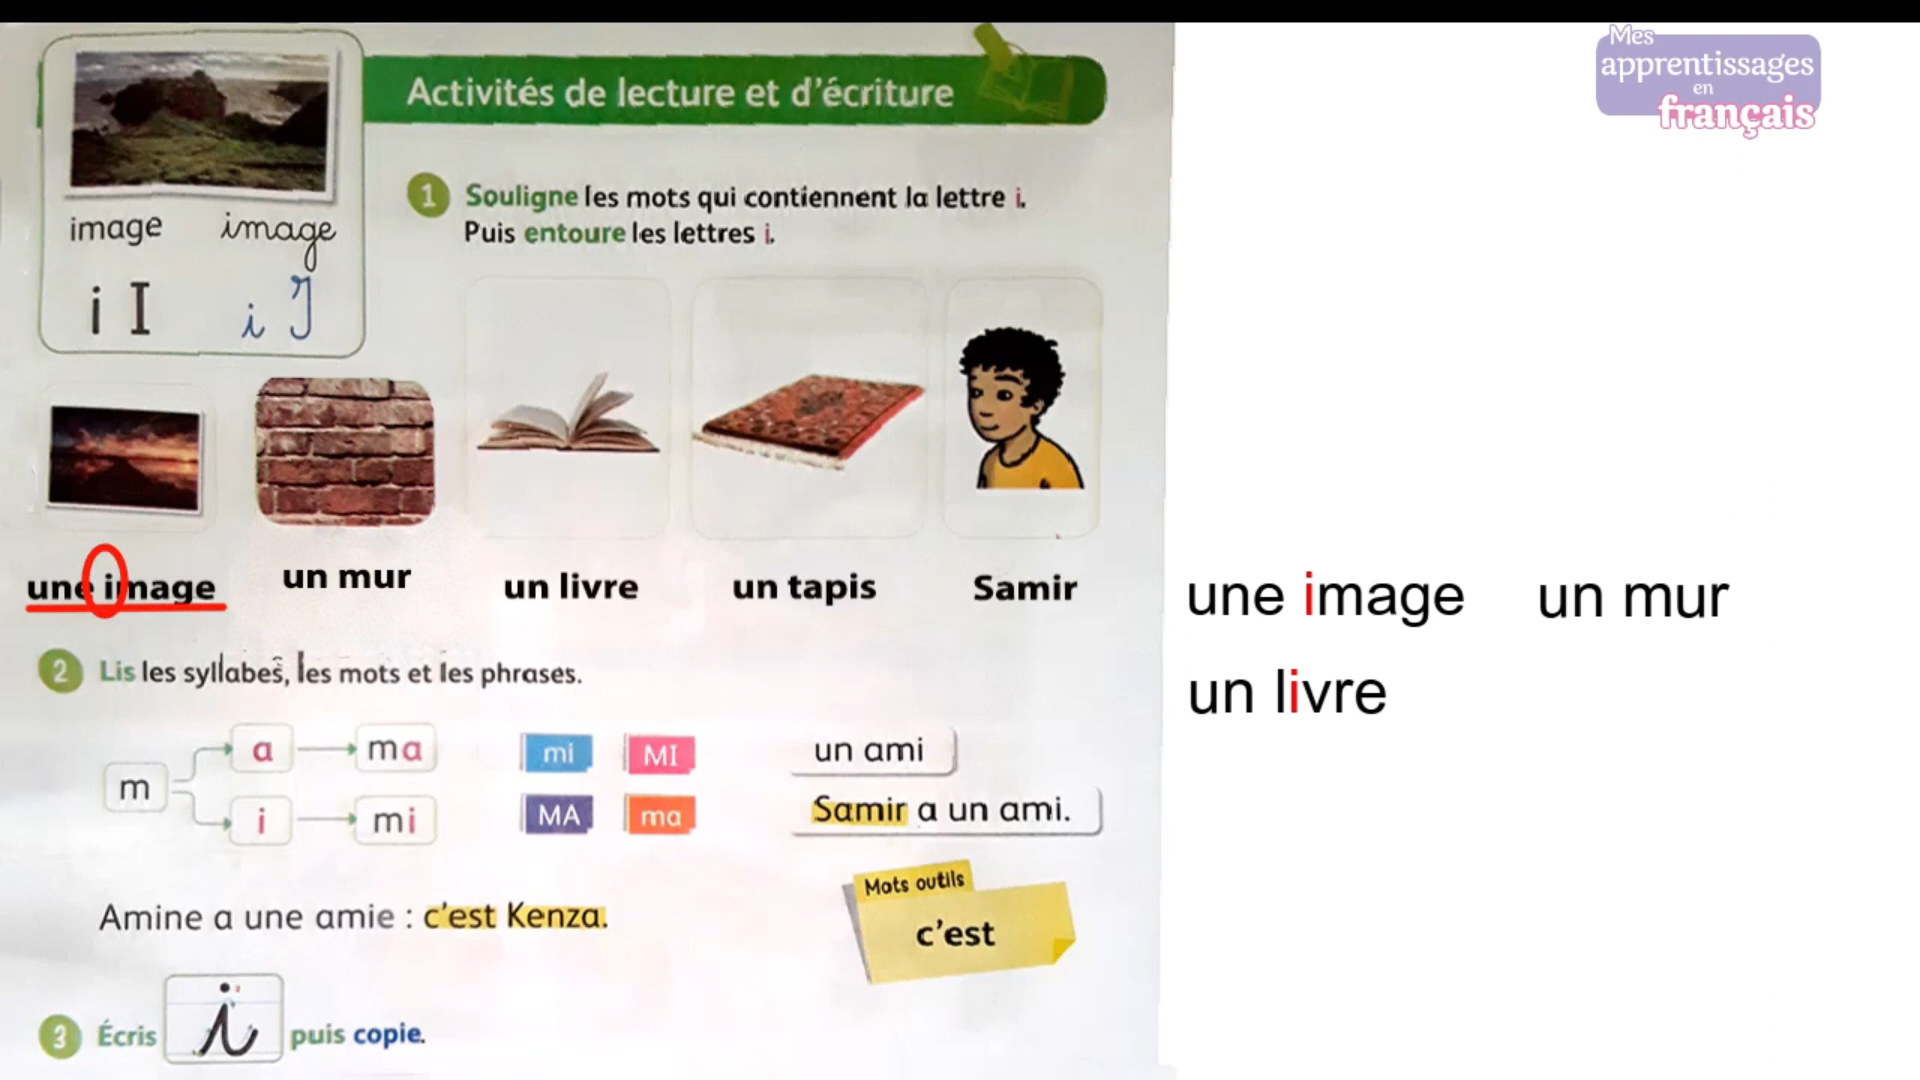 Mes
apprentissages
en
français
Activités de lecture et d'écriture
image image
i I i I
1 Souligne les mots qui contiennent la lettre i.
Puis entoure les lettres i.
une image un mur un livre un tapis Samir
une image un mur
un livre
2 Lis les syllabes, les mots et les phrases.
m a ma
i mi
mi MI
MA ma
un ami
Samir a un ami.
Amine a une amie : c'est Kenza.
Mots outils
c'est
3 Écris i puis copie.